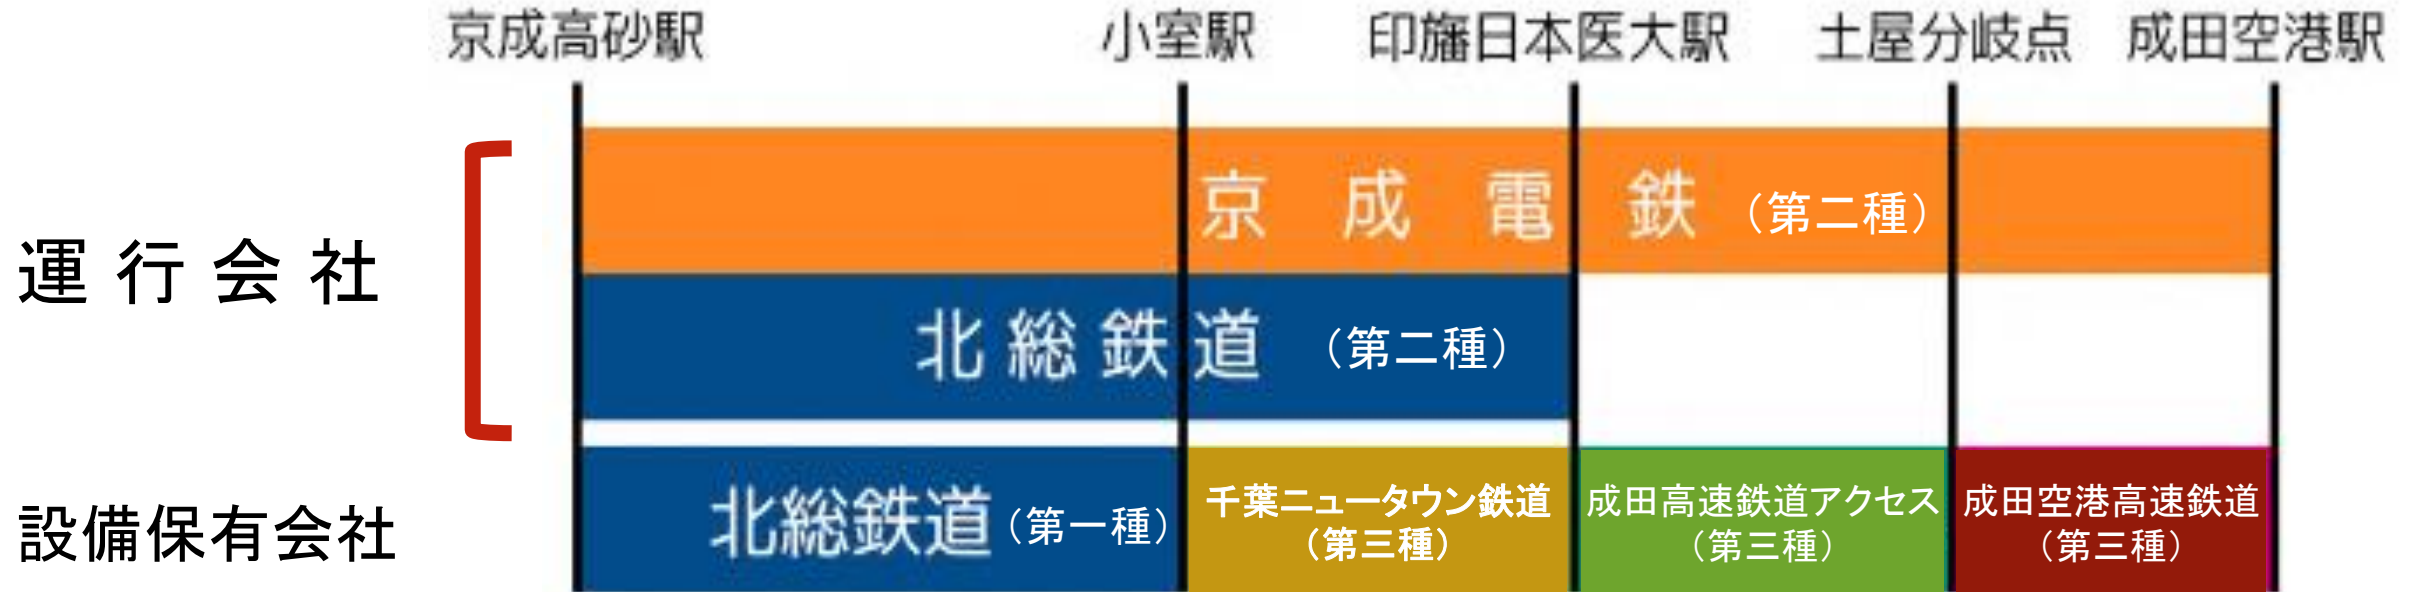 京成高砂駅
小室駅
印旛日本医大駅
土屋分岐点
成田空港駅
運行会社
京成電鉄（第二種）
北総鉄道（第二種）
設備保有会社
北総鉄道（第一種）
千葉ニュータウン鉄道
（第三種）
成田高速鉄道アクセス
（第三種）
成田空港高速鉄道
（第三種）